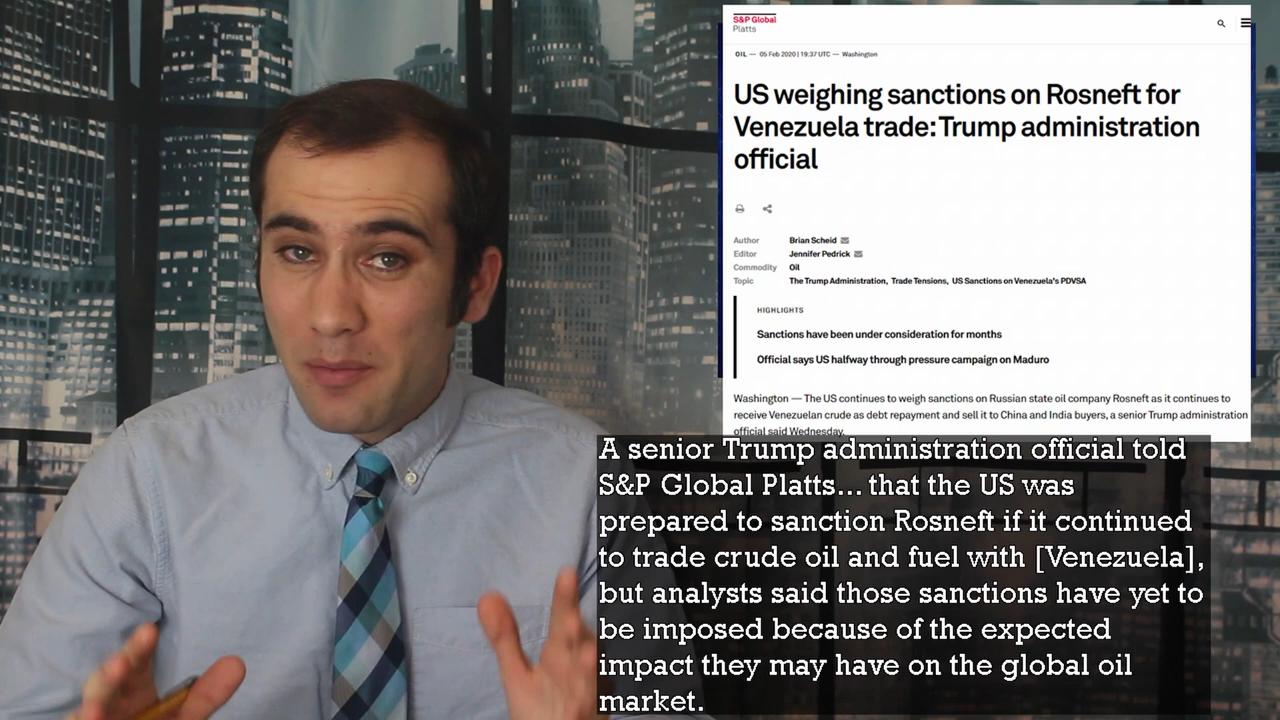 S&P Global
Platts
OIL — 05 Feb 2020 | 19:37 UTC — Washington
US weighing sanctions on Rosneft for
Venezuela trade: Trump administration
official
Author Brian Scheid
Editor Jennifer Pedrick
Commodity Oil
Topic The Trump Administration, Trade Tensions, US Sanctions on Venezuela's PDVSA
HIGHLIGHTS
Sanctions have been under consideration for months
Official says US halfway through pressure campaign on Maduro
Washington — The US continues to weigh sanctions on Russian state oil company Rosneft as it continues to
receive Venezuelan crude as debt repayment and sell it to China and India buyers, a senior Trump administration
official said Wednesday.
A senior Trump administration official told
S&P Global Platts... that the US was
prepared to sanction Rosneft if it continued
to trade crude oil and fuel with [Venezuela],
but analysts said those sanctions have yet to
be imposed because of the expected
impact they may have on the global oil
market.